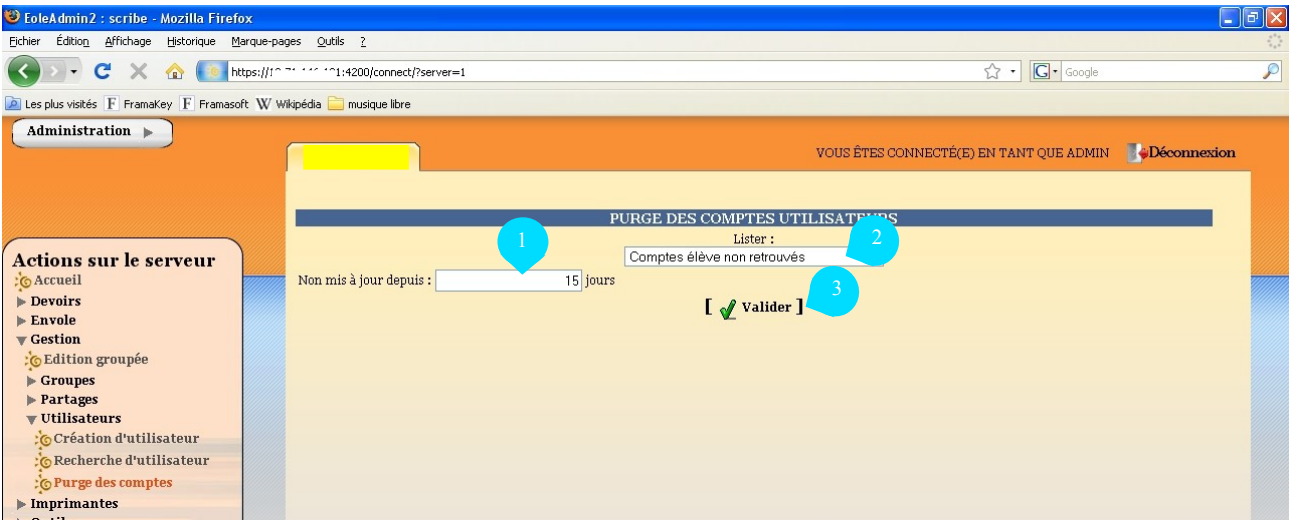 EoleAdmin2 : scribe - Mozilla Firefox
Fichier Édition Affichage Historique Marque-pages Outils ?
https:// :4200/connect/?server=1
G Google
Les plus visités F FramaKey F Framasoft W Wikipédia musique libre
Administration
VOUS ÊTES CONNECTÉ(E) EN TANT QUE ADMIN Déconnexion
PURGE DES COMPTES UTILISATEURS
1 Lister : 2
Comptes élève non retrouvés
Actions sur le serveur
Accueil
Non mis à jour depuis : 15 jours
3
[ Valider ]
Devoirs
Envole
Gestion
Edition groupée
Groupes
Partages
Utilisateurs
Création d'utilisateur
Recherche d'utilisateur
Purge des comptes
Imprimantes